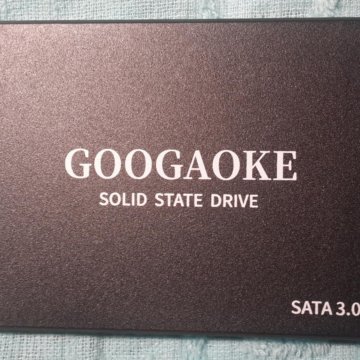 GOOGAOKE
SOLID STATE DRIVE
SATA 3.0